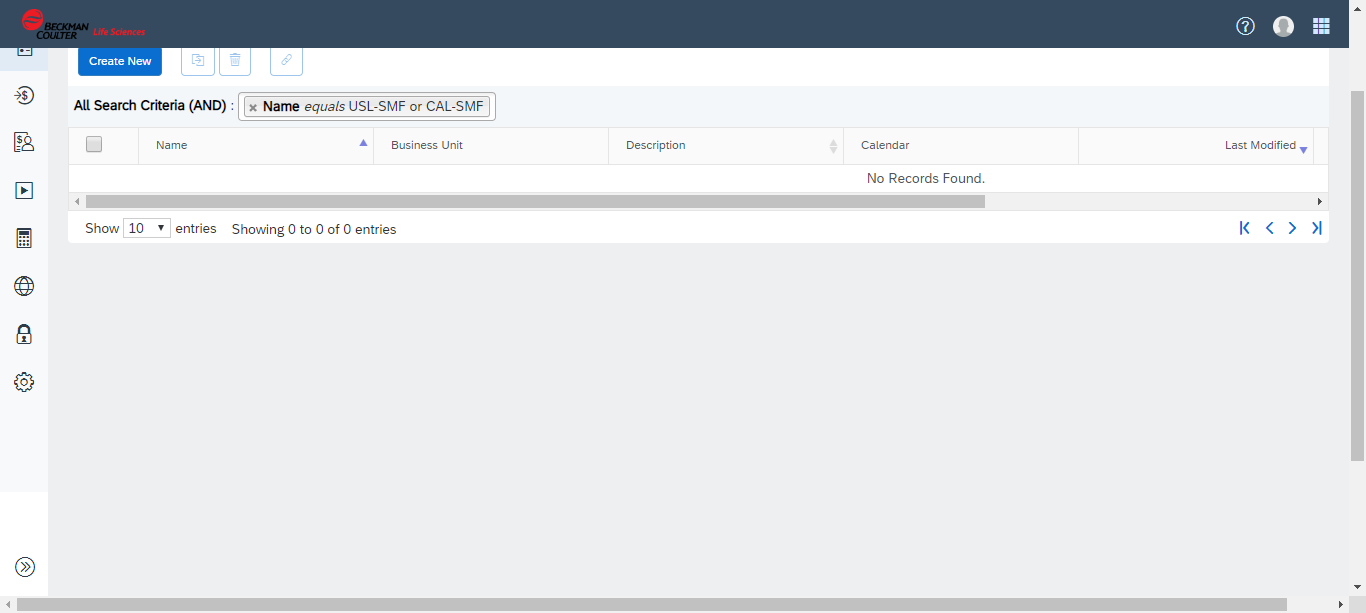 BECKMAN
COULTER Life Sciences
Create New
All Search Criteria (AND) : × Name equals USL-SMF or CAL-SMF
Name Business Unit Description Calendar Last Modified
No Records Found.
Show 10 entries Showing 0 to 0 of 0 entries